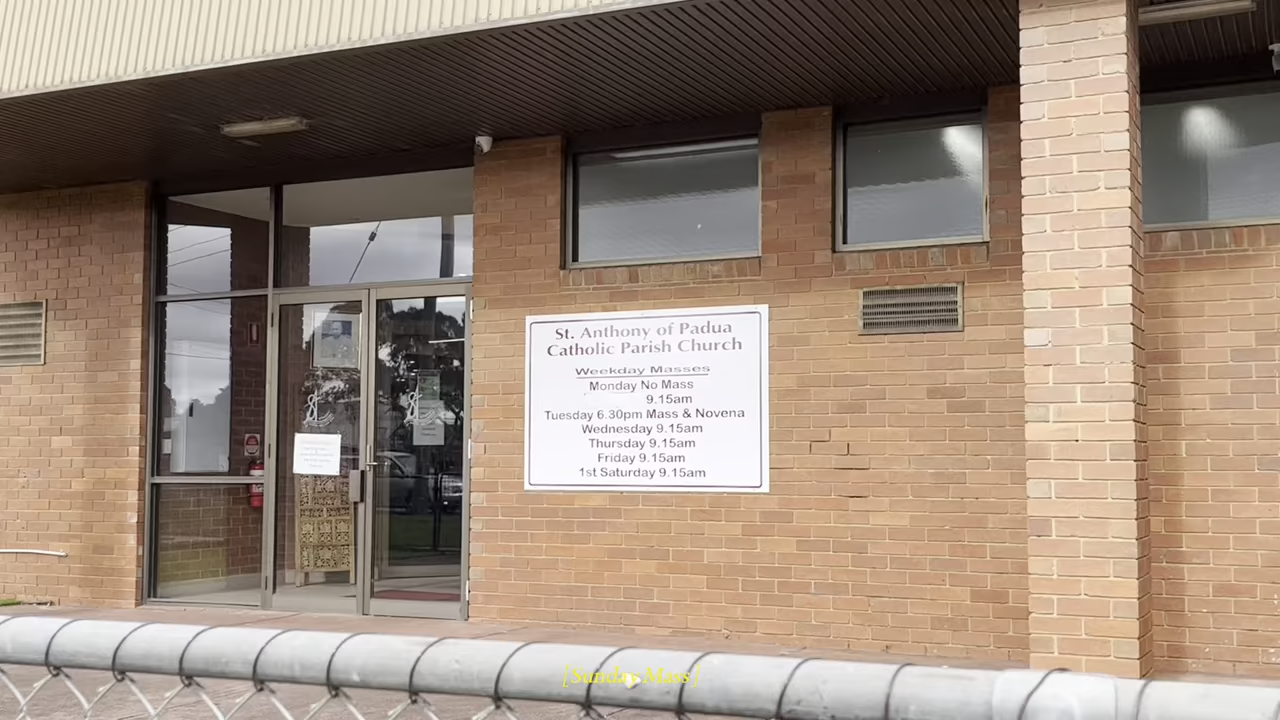 St. Anthony of Padua
Catholic Parish Church
Weekday Masses
Monday No Mass
9.15am
Tuesday 6.30pm Mass & Novena
Wednesday 9.15am
Thursday 9.15am
Friday 9.15am
1st Saturday 9.15am
[Sunday Mass]